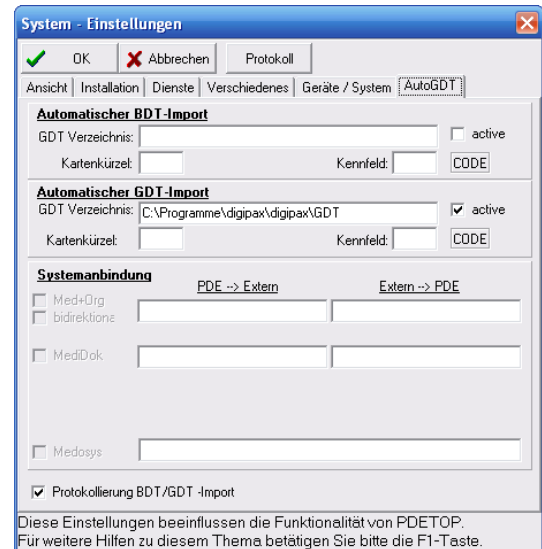 System - Einstellungen
OK Abbrechen Protokoll
Ansicht Installation Dienste Verschiedenes Geräte / System AutoGDT
Automatischer BDT-Import
GDT Verzeichnis: active
Kartenkürzel: Kennfeld: CODE
Automatischer GDT-Import
GDT Verzeichnis: C:\Programme\digipax\digipax\GDT active
Kartenkürzel: Kennfeld: CODE
Systemanbindung
PDE --> Extern Extern --> PDE
Med+Org
bidirektiona
MediDok
Medosys
Protokollierung BDT/GDT -Import
Diese Einstellungen beeinflussen die Funktionalität von PDETOP.
Für weitere Hilfen zu diesem Thema betätigen Sie bitte die F1-Taste.